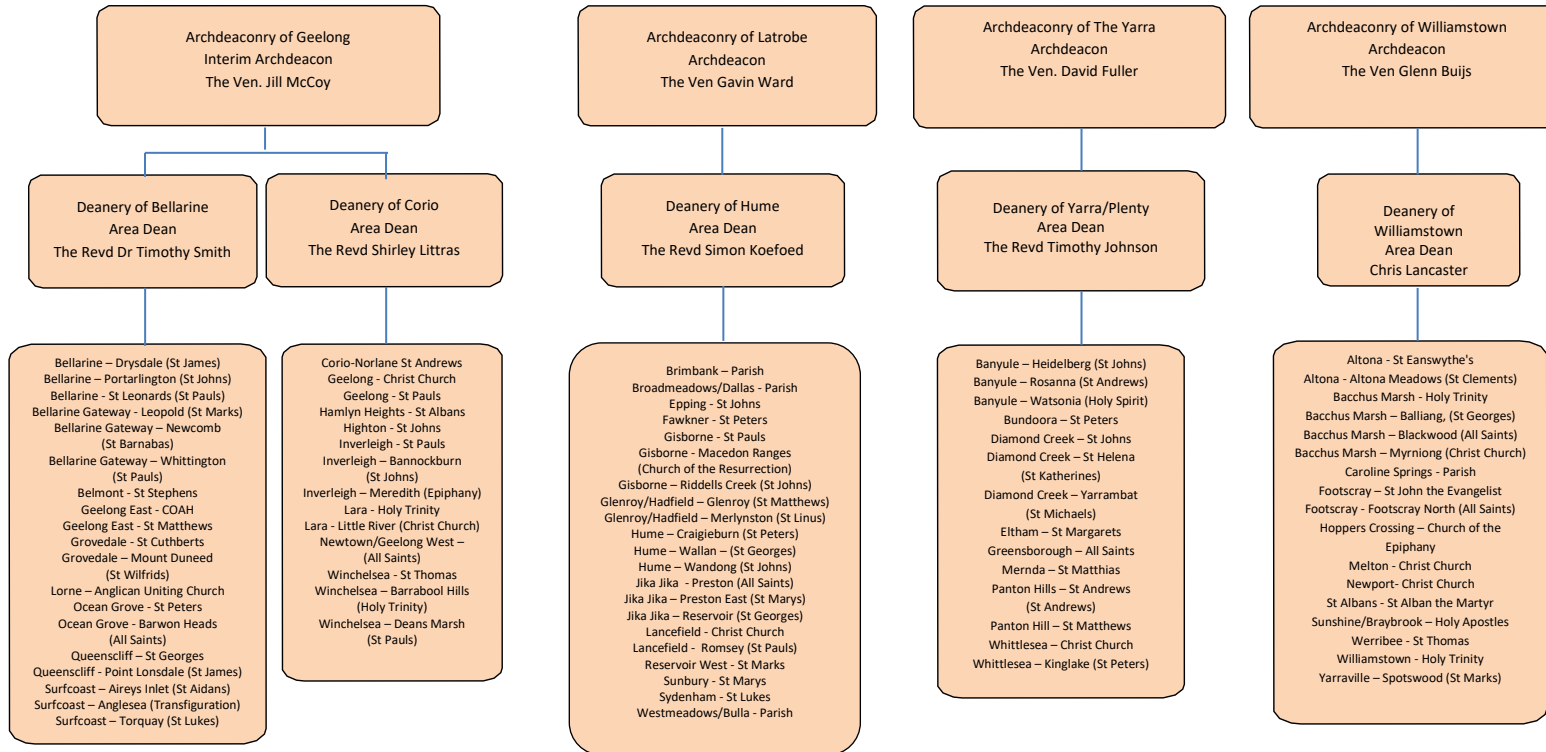 Archdeaconry of Geelong
Interim Archdeacon
The Ven. Jill McCoy
Archdeaconry of Latrobe
Archdeacon
The Ven Gavin Ward
Archdeaconry of The Yarra
Archdeacon
The Ven. David Fuller
Archdeaconry of Williamstown
Archdeacon
The Ven Glenn Buijs
Deanery of Bellarine
Area Dean
The Revd Dr Timothy Smith
Deanery of Corio
Area Dean
The Revd Shirley Littras
Deanery of Hume
Area Dean
The Revd Simon Koefoed
Deanery of Yarra/Plenty
Area Dean
The Revd Timothy Johnson
Deanery of
Williamstown
Area Dean
Chris Lancaster
Bellarine – Drysdale (St James)
Bellarine – Portarlington (St Johns)
Bellarine - St Leonards (St Pauls)
Bellarine Gateway - Leopold (St Marks)
Bellarine Gateway – Newcomb
(St Barnabas)
Bellarine Gateway – Whittington
(St Pauls)
Belmont - St Stephens
Geelong East - COAH
Geelong East - St Matthews
Grovedale - St Cuthberts
Grovedale – Mount Duneed
(St Wilfrids)
Lorne – Anglican Uniting Church
Ocean Grove - St Peters
Ocean Grove - Barwon Heads
(All Saints)
Queenscliff – St Georges
Queenscliff - Point Lonsdale (St James)
Surfcoast – Aireys Inlet (St Aidans)
Surfcoast – Anglesea (Transfiguration)
Surfcoast – Torquay (St Lukes)
Corio-Norlane St Andrews
Geelong - Christ Church
Geelong - St Pauls
Hamlyn Heights - St Albans
Highton - St Johns
Inverleigh - St Pauls
Inverleigh – Bannockburn
(St Johns)
Inverleigh – Meredith (Epiphany)
Lara - Holy Trinity
Lara - Little River (Christ Church)
Newtown/Geelong West –
(All Saints)
Winchelsea - St Thomas
Winchelsea – Barrabool Hills
(Holy Trinity)
Winchelsea – Deans Marsh
(St Pauls)
Brimbank – Parish
Broadmeadows/Dallas - Parish
Epping - St Johns
Fawkner - St Peters
Gisborne - St Pauls
Gisborne - Macedon Ranges
(Church of the Resurrection)
Gisborne – Riddells Creek (St Johns)
Glenroy/Hadfield – Glenroy (St Matthews)
Glenroy/Hadfield – Merlynston (St Linus)
Hume – Craigieburn (St Peters)
Hume – Wallan – (St Georges)
Hume – Wandong (St Johns)
Jika Jika - Preston (All Saints)
Jika Jika – Preston East (St Marys)
Jika Jika – Reservoir (St Georges)
Lancefield - Christ Church
Lancefield - Romsey (St Pauls)
Reservoir West - St Marks
Sunbury - St Marys
Sydenham - St Lukes
Westmeadows/Bulla - Parish
Banyule – Heidelberg (St Johns)
Banyule – Rosanna (St Andrews)
Banyule – Watsonia (Holy Spirit)
Bundoora – St Peters
Diamond Creek – St Johns
Diamond Creek – St Helena
(St Katherines)
Diamond Creek – Yarrambat
(St Michaels)
Eltham – St Margarets
Greensborough – All Saints
Mernda – St Matthias
Panton Hills – St Andrews
(St Andrews)
Panton Hill – St Matthews
Whittlesea – Christ Church
Whittlesea – Kinglake (St Peters)
Altona - St Eanswythe's
Altona - Altona Meadows (St Clements)
Bacchus Marsh - Holy Trinity
Bacchus Marsh – Balliang, (St Georges)
Bacchus Marsh – Blackwood (All Saints)
Bacchus Marsh – Myrniong (Christ Church)
Caroline Springs - Parish
Footscray – St John the Evangelist
Footscray - Footscray North (All Saints)
Hoppers Crossing – Church of the
Epiphany
Melton - Christ Church
Newport- Christ Church
St Albans - St Alban the Martyr
Sunshine/Braybrook – Holy Apostles
Werribee - St Thomas
Williamstown - Holy Trinity
Yarraville – Spotswood (St Marks)